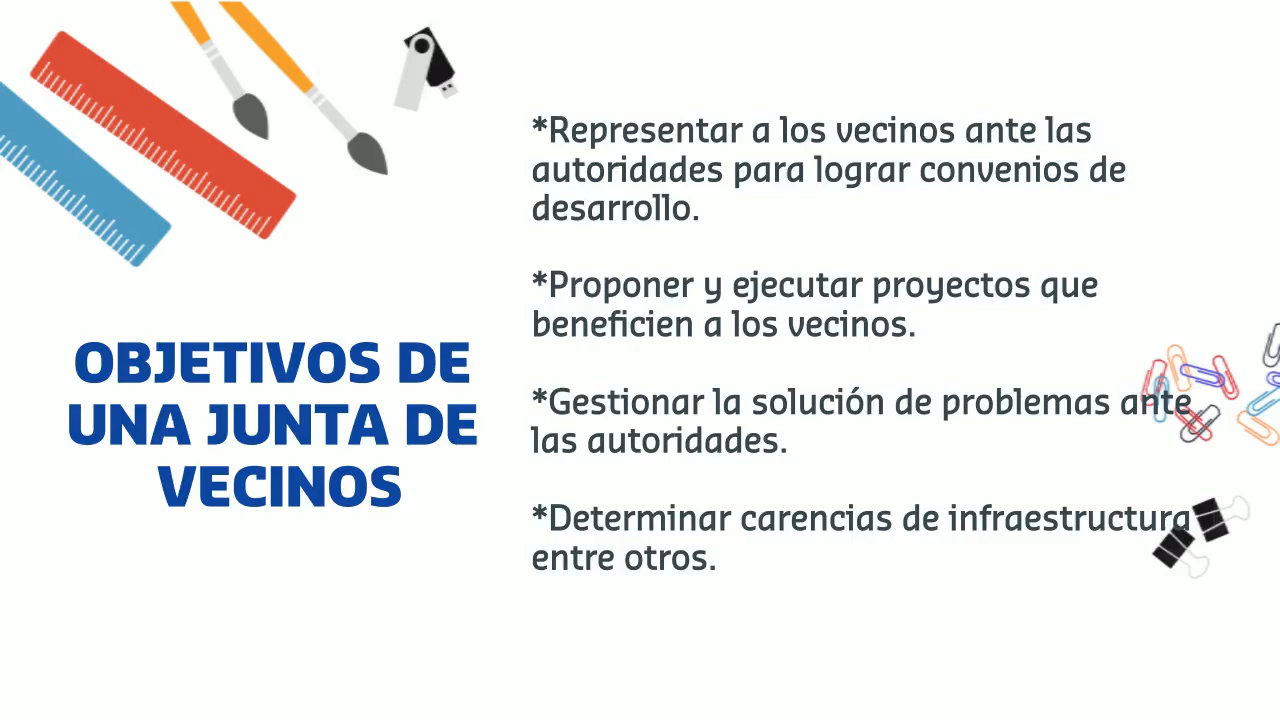 OBJETIVOS DE
UNA JUNTA DE
VECINOS
*Representar a los vecinos ante las
autoridades para lograr convenios de
desarrollo.
*Proponer y ejecutar proyectos que
beneficien a los vecinos.
*Gestionar la solución de problemas ante
las autoridades.
*Determinar carencias de infraestructura
entre otros.